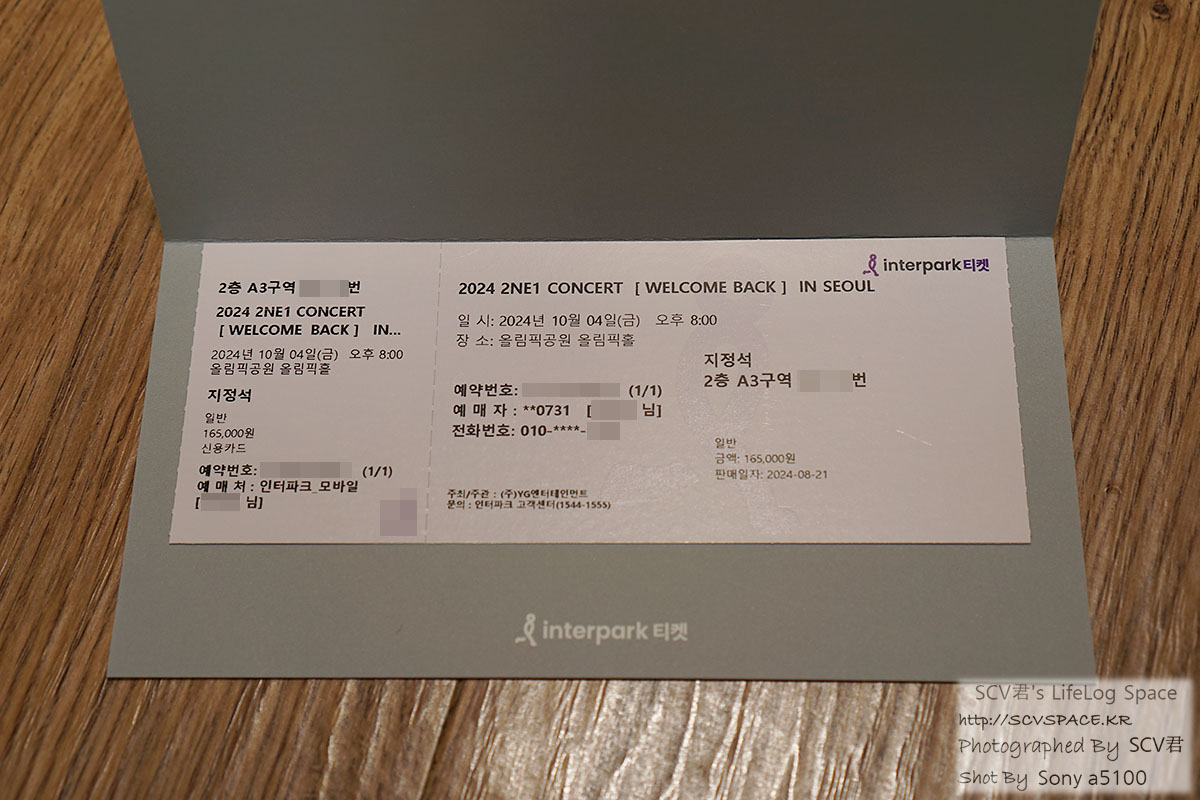 2층 A3구역 번
2024 2NE1 CONCERT
[ WELCOME BACK ] IN...
2024년 10월 04일(금) 오후 8:00
올림픽공원 올림픽홀
지정석
일반
165,000원
신용카드
예약번호: (1/1)
예 매 처 : 인터파크_모바일
[ 님]
interpark 티켓
2024 2NE1 CONCERT [ WELCOME BACK ] IN SEOUL
일 시: 2024년 10월 04일(금) 오후 8:00
장 소: 올림픽공원 올림픽홀
지정석
2층 A3구역 번
예약번호: (1/1)
예 매 자 : **0731 [ 님]
전화번호: 010-****-
일반
금액: 165,000원
판매일자: 2024-08-21
주최/주관 : (주)YG엔터테인먼트
문의 : 인터파크 고객센터(1544-1555)
interpark 티켓
SCV君's LifeLog Space
http://SCVSPACE.KR
Photographed By SCV君
Shot By Sony a5100